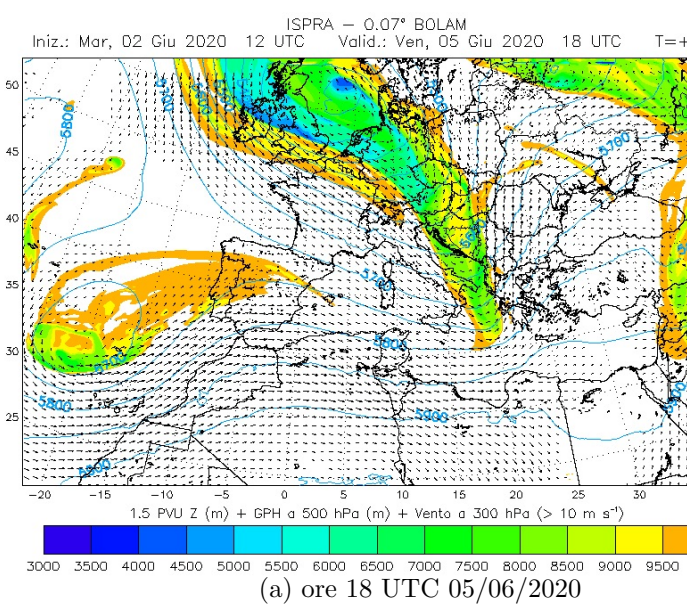 ISPRA – 0.07° BOLAM
Iniz.: Mar, 02 Giu 2020 12 UTC Valid.: Ven, 05 Giu 2020 18 UTC T=+
50
45
40
35
30
25
5800
5700
5700
5800
5800
5900
5700
-20 -15 -10 -5 0 5 10 15 20 25 30
1.5 PVU Z (m) + GPH a 500 hPa (m) + Vento a 300 hPa (> 10 m s⁻¹)
3000 3500 4000 4500 5000 5500 6000 6500 7000 7500 8000 8500 9000 9500
(a) ore 18 UTC 05/06/2020